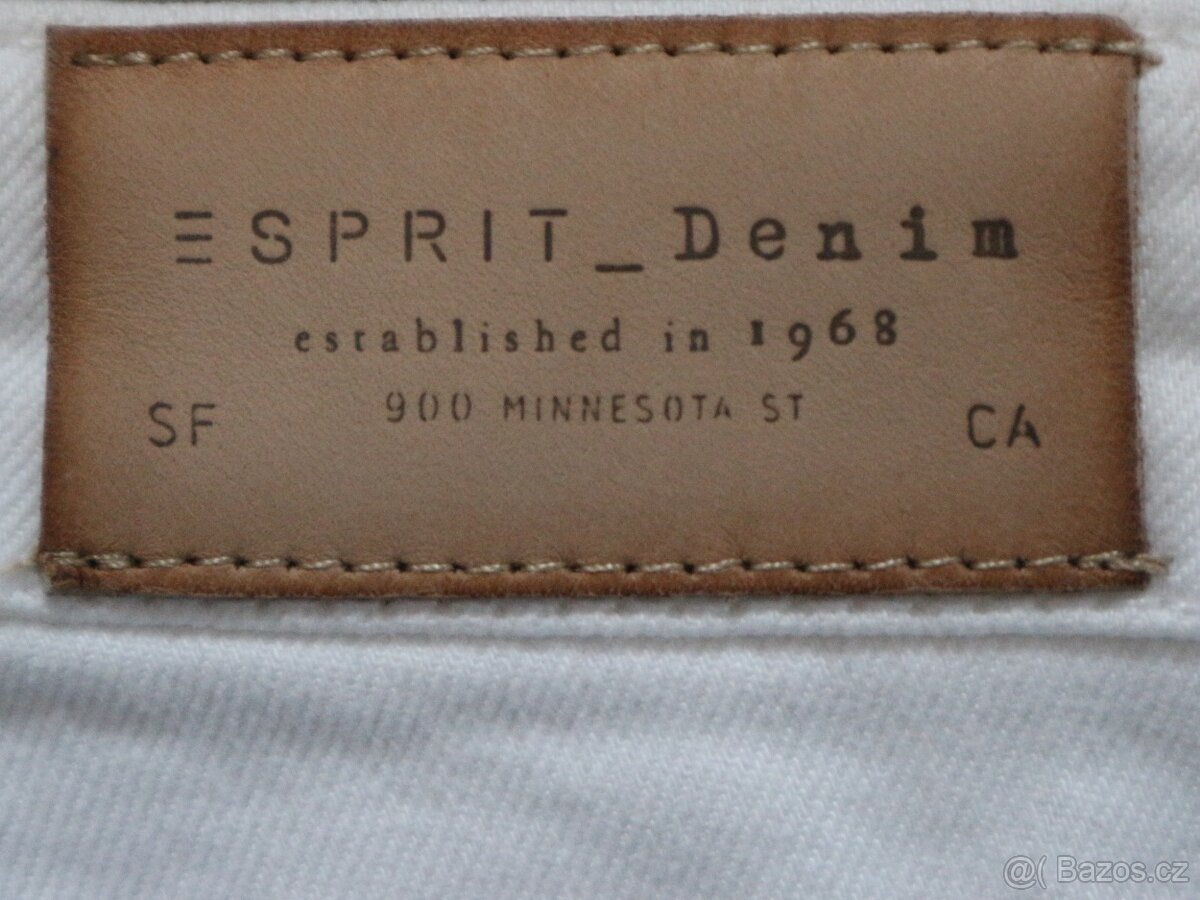 ESPRIT_Denim
established in 1968
SF 900 MINNESOTA ST CA
@( Bazos.cz